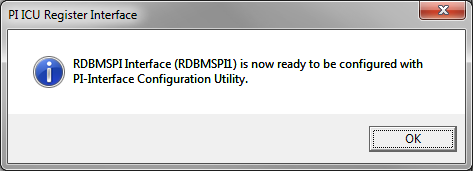 PI ICU Register Interface
RDBMSPI Interface (RDBMSPI1) is now ready to be configured with
PI-Interface Configuration Utility.
OK